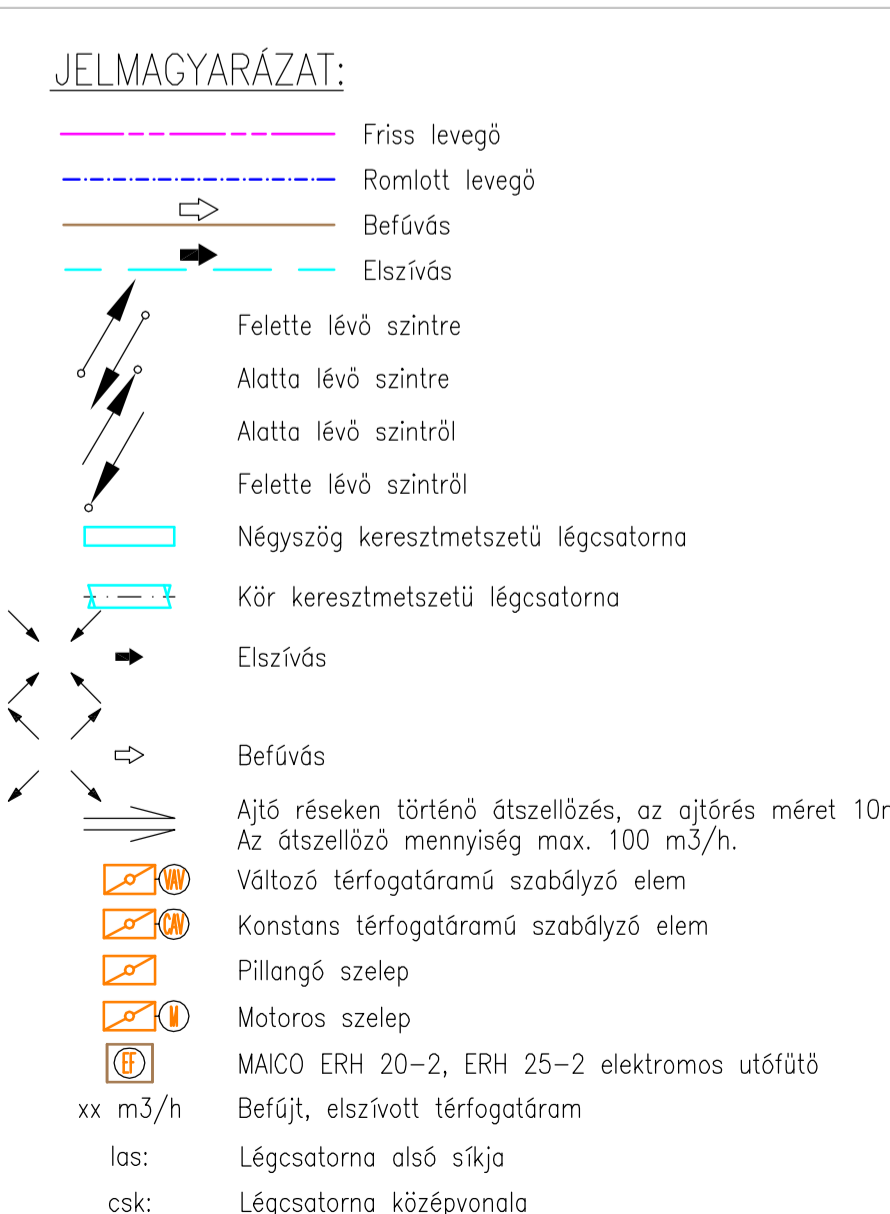 JELMAGYARÁZAT:
Friss levegö
Romlott levegö
Befúvás
Elszívás
Felette lévö szintre
Alatta lévö szintre
Alatta lévö szintröl
Felette lévö szintröl
Négyszög keresztmetszetü légcsatorna
Kör keresztmetszetü légcsatorna
Elszívás
Befúvás
Ajtó réseken történö átszellözés, az ajtórés méret
Az átszellözö mennyiség max. 100 m3/h.
VAV Változó térfogatáramú szabályzó elem
CAV Konstans térfogatáramú szabályzó elem
Pillangó szelep
M Motoros szelep
EF MAICO ERH 20-2, ERH 25-2 elektromos utófütö
xx m3/h Befújt, elszívott térfogatáram
las: Légcsatorna alsó síkja
csk: Légcsatorna középvonala